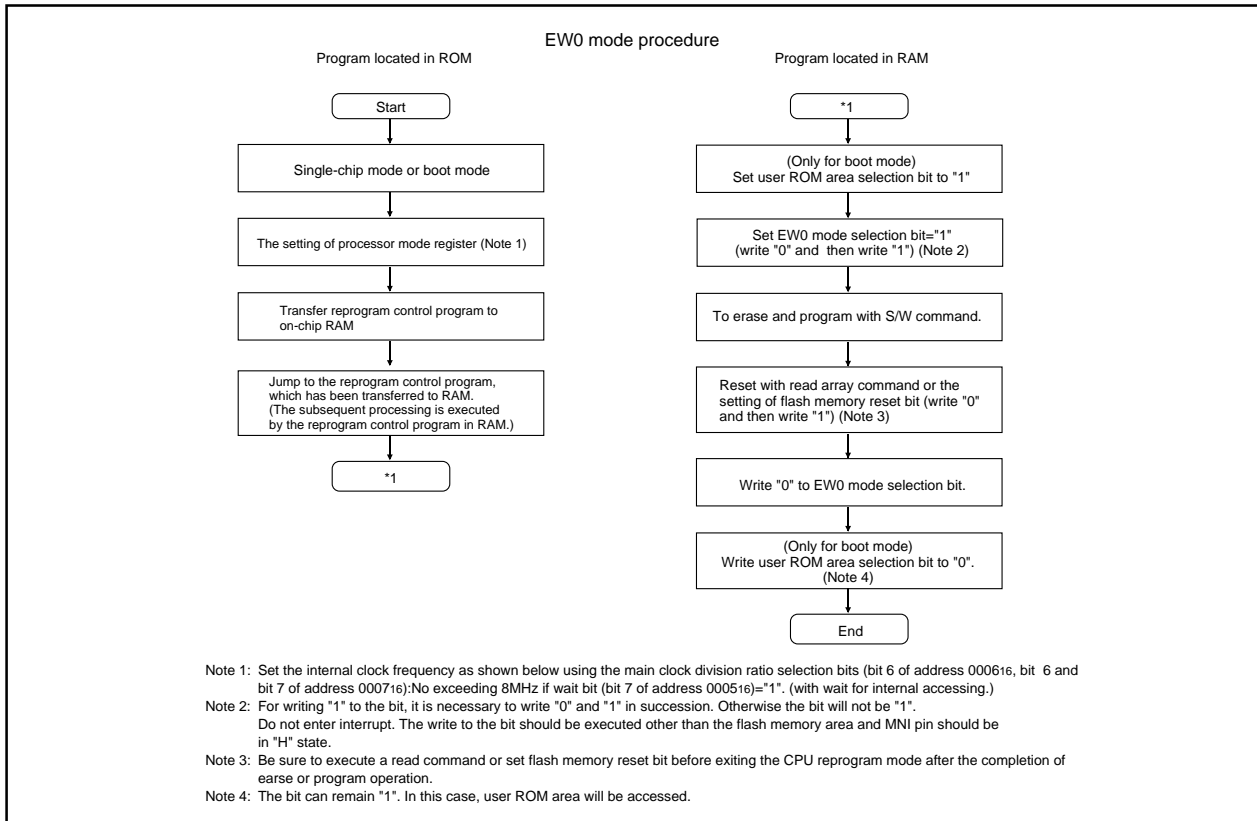 EW0 mode procedure
Program located in ROM
Start
Single-chip mode or boot mode
The setting of processor mode register (Note 1)
Transfer reprogram control program to
on-chip RAM
Jump to the reprogram control program,
which has been transferred to RAM.
(The subsequent processing is executed
by the reprogram control program in RAM.)
*1
Program located in RAM
*1
(Only for boot mode)
Set user ROM area selection bit to "1"
Set EW0 mode selection bit="1"
(write "0" and then write "1") (Note 2)
To erase and program with S/W command.
Reset with read array command or the
setting of flash memory reset bit (write "0"
and then write "1") (Note 3)
Write "0" to EW0 mode selection bit.
(Only for boot mode)
Write user ROM area selection bit to "0".
(Note 4)
End
Note 1: Set the internal clock frequency as shown below using the main clock division ratio selection bits (bit 6 of address 000616, bit 6 and
bit 7 of address 000716):No exceeding 8MHz if wait bit (bit 7 of address 000516)="1". (with wait for internal accessing.)
Note 2: For writing "1" to the bit, it is necessary to write "0" and "1" in succession. Otherwise the bit will not be "1".
Do not enter interrupt. The write to the bit should be executed other than the flash memory area and MNI pin should be
in "H" state.
Note 3: Be sure to execute a read command or set flash memory reset bit before exiting the CPU reprogram mode after the completion of
earse or program operation.
Note 4: The bit can remain "1". In this case, user ROM area will be accessed.